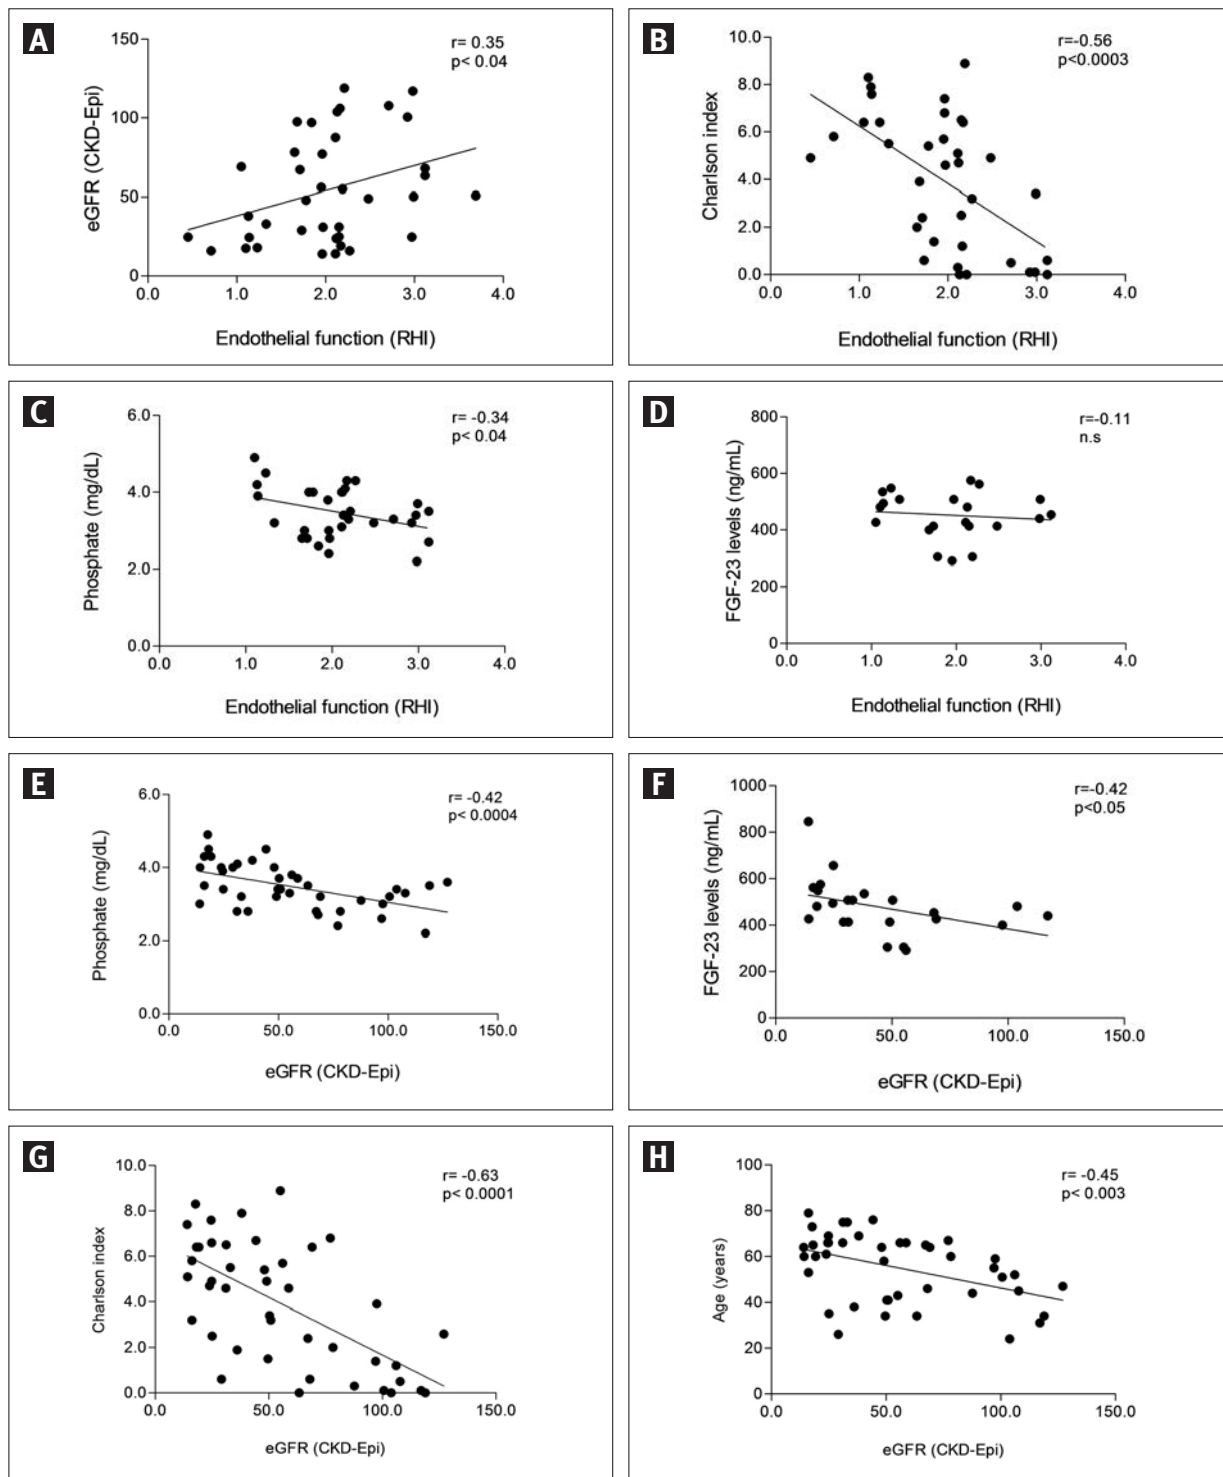 A
r= 0.35
p< 0.04
150
100
50
0
eGFR (CKD-Epi)
0.0 1.0 2.0 3.0 4.0
Endothelial function (RHI)
B
r=-0.56
p<0.0003
10.0
8.0
6.0
4.0
2.0
0.0
Charlson index
0.0 1.0 2.0 3.0 4.0
Endothelial function (RHI)
C
r= -0.34
p< 0.04
6.0
4.0
2.0
0.0
Phosphate (mg/dL)
0.0 1.0 2.0 3.0 4.0
Endothelial function (RHI)
D
r=-0.11
n.s
800
600
400
200
0
FGF-23 levels (ng/mL)
0.0 1.0 2.0 3.0 4.0
Endothelial function (RHI)
E
r= -0.42
p< 0.0004
6.0
4.0
2.0
0.0
Phosphate (mg/dL)
0.0 50.0 100.0 150.0
eGFR (CKD-Epi)
F
r=-0.42
p<0.05
1000
800
600
400
200
0
FGF-23 levels (ng/mL)
0.0 50.0 100.0 150.0
eGFR (CKD-Epi)
G
r= -0.63
p< 0.0001
10.0
8.0
6.0
4.0
2.0
0.0
Charlson index
0.0 50.0 100.0 150.0
eGFR (CKD-Epi)
H
r= -0.45
p< 0.003
100
80
60
40
20
0
Age (years)
0.0 50.0 100.0 150.0
eGFR (CKD-Epi)